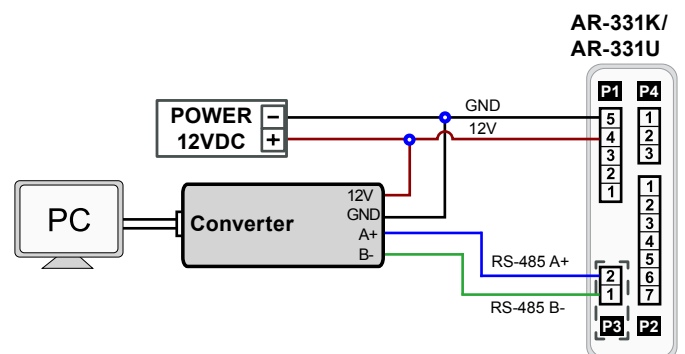 AR-331K/
AR-331U
P1 P4
GND
POWER −
12VDC +
12V
5
4
3
2
1
1
2
3
PC
Converter
12V
GND
A+
B-
RS-485 A+
RS-485 B-
2
1
1
2
3
4
5
6
7
P3 P2